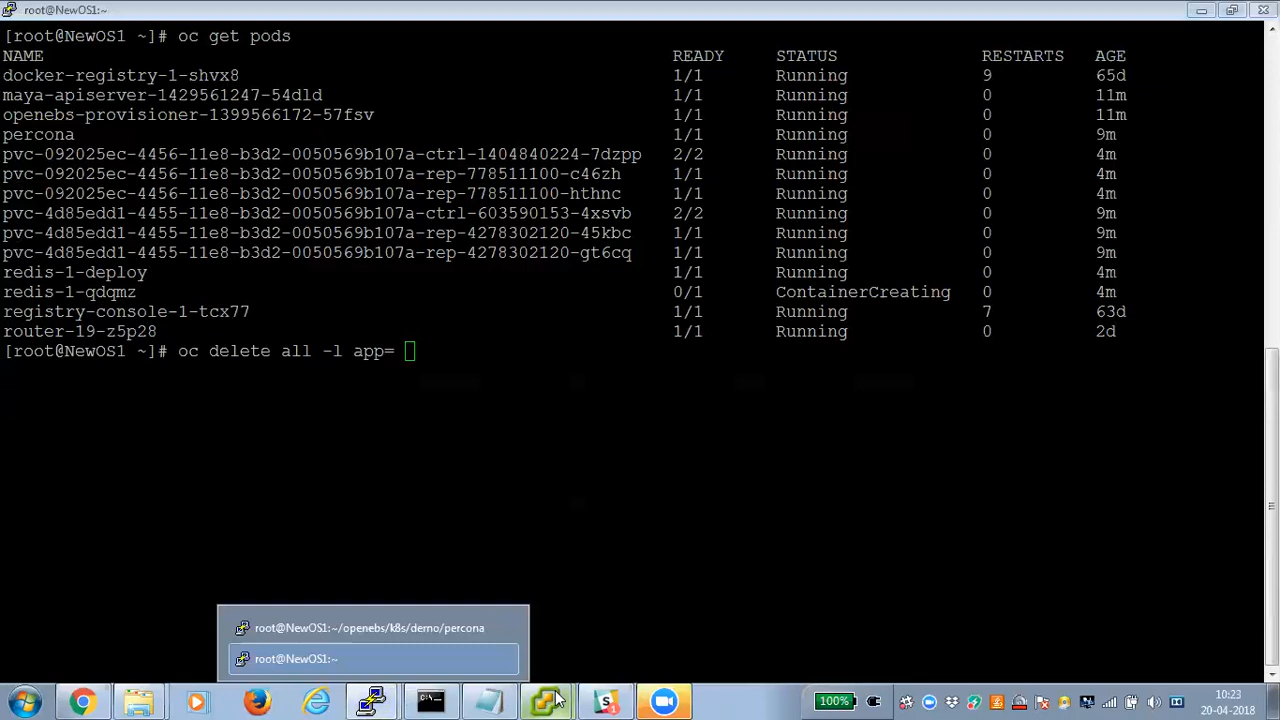 root@NewOS1:~
[root@NewOS1 ~]# oc get pods
NAME READY STATUS RESTARTS AGE
docker-registry-1-shvx8 1/1 Running 9 65d
maya-apiserver-1429561247-54dld 1/1 Running 0 11m
openebs-provisioner-1399566172-57fsv 1/1 Running 0 11m
percona 1/1 Running 0 9m
pvc-092025ec-4456-11e8-b3d2-0050569b107a-ctrl-1404840224-7dzpp 2/2 Running 0 4m
pvc-092025ec-4456-11e8-b3d2-0050569b107a-rep-778511100-c46zh 1/1 Running 0 4m
pvc-092025ec-4456-11e8-b3d2-0050569b107a-rep-778511100-hthnc 1/1 Running 0 4m
pvc-4d85edd1-4455-11e8-b3d2-0050569b107a-ctrl-603590153-4xsvb 2/2 Running 0 9m
pvc-4d85edd1-4455-11e8-b3d2-0050569b107a-rep-4278302120-45kbc 1/1 Running 0 9m
pvc-4d85edd1-4455-11e8-b3d2-0050569b107a-rep-4278302120-gt6cq 1/1 Running 0 9m
redis-1-deploy 1/1 Running 0 4m
redis-1-qdqmz 0/1 ContainerCreating 0 4m
registry-console-1-tcx77 1/1 Running 7 63d
router-19-z5p28 1/1 Running 0 2d
[root@NewOS1 ~]# oc delete all -l app=
root@NewOS1:~/openebs/k8s/demo/percona
root@NewOS1:~
100%
10:23
20-04-2018